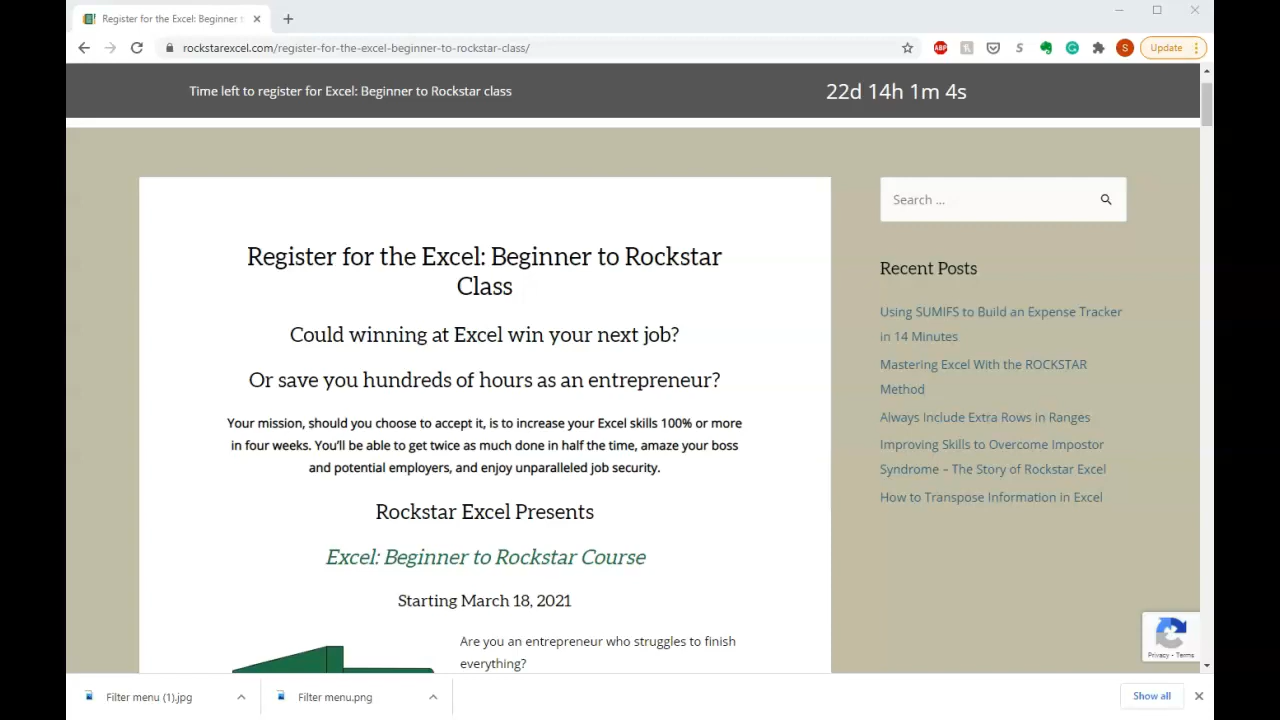 Register for the Excel: Beginner t
rockstarexcel.com/register-for-the-excel-beginner-to-rockstar-class/
ABP
S
S
Update
Time left to register for Excel: Beginner to Rockstar class
22d 14h 1m 4s
Register for the Excel: Beginner to Rockstar
Class
Could winning at Excel win your next job?
Or save you hundreds of hours as an entrepreneur?
Your mission, should you choose to accept it, is to increase your Excel skills 100% or more
in four weeks. You'll be able to get twice as much done in half the time, amaze your boss
and potential employers, and enjoy unparalleled job security.
Rockstar Excel Presents
Excel: Beginner to Rockstar Course
Starting March 18, 2021
Are you an entrepreneur who struggles to finish
everything?
Search ...
Recent Posts
Using SUMIFS to Build an Expense Tracker
in 14 Minutes
Mastering Excel With the ROCKSTAR
Method
Always Include Extra Rows in Ranges
Improving Skills to Overcome Impostor
Syndrome – The Story of Rockstar Excel
How to Transpose Information in Excel
Privacy - Terms
Filter menu (1).jpg
Filter menu.png
Show all